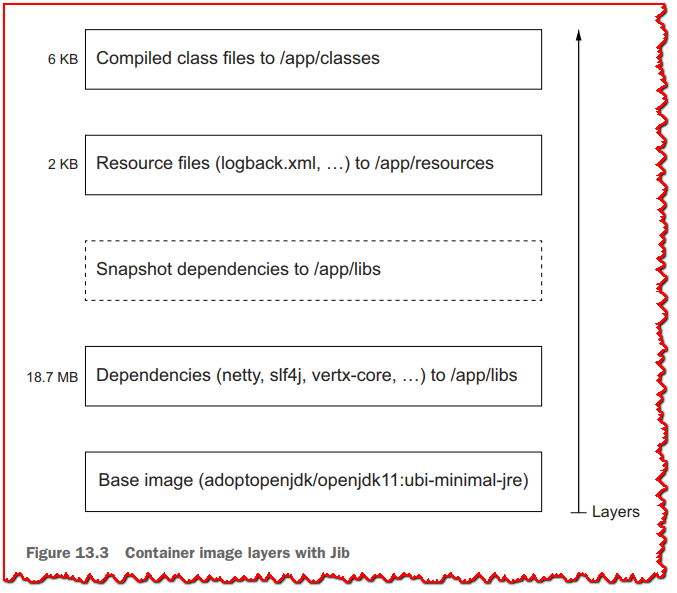 6 KB Compiled class files to /app/classes
2 KB Resource files (logback.xml, …) to /app/resources
Snapshot dependencies to /app/libs
18.7 MB Dependencies (netty, slf4j, vertx-core, …) to /app/libs
Base image (adoptopenjdk/openjdk11:ubi-minimal-jre)
Layers
Figure 13.3 Container image layers with Jib